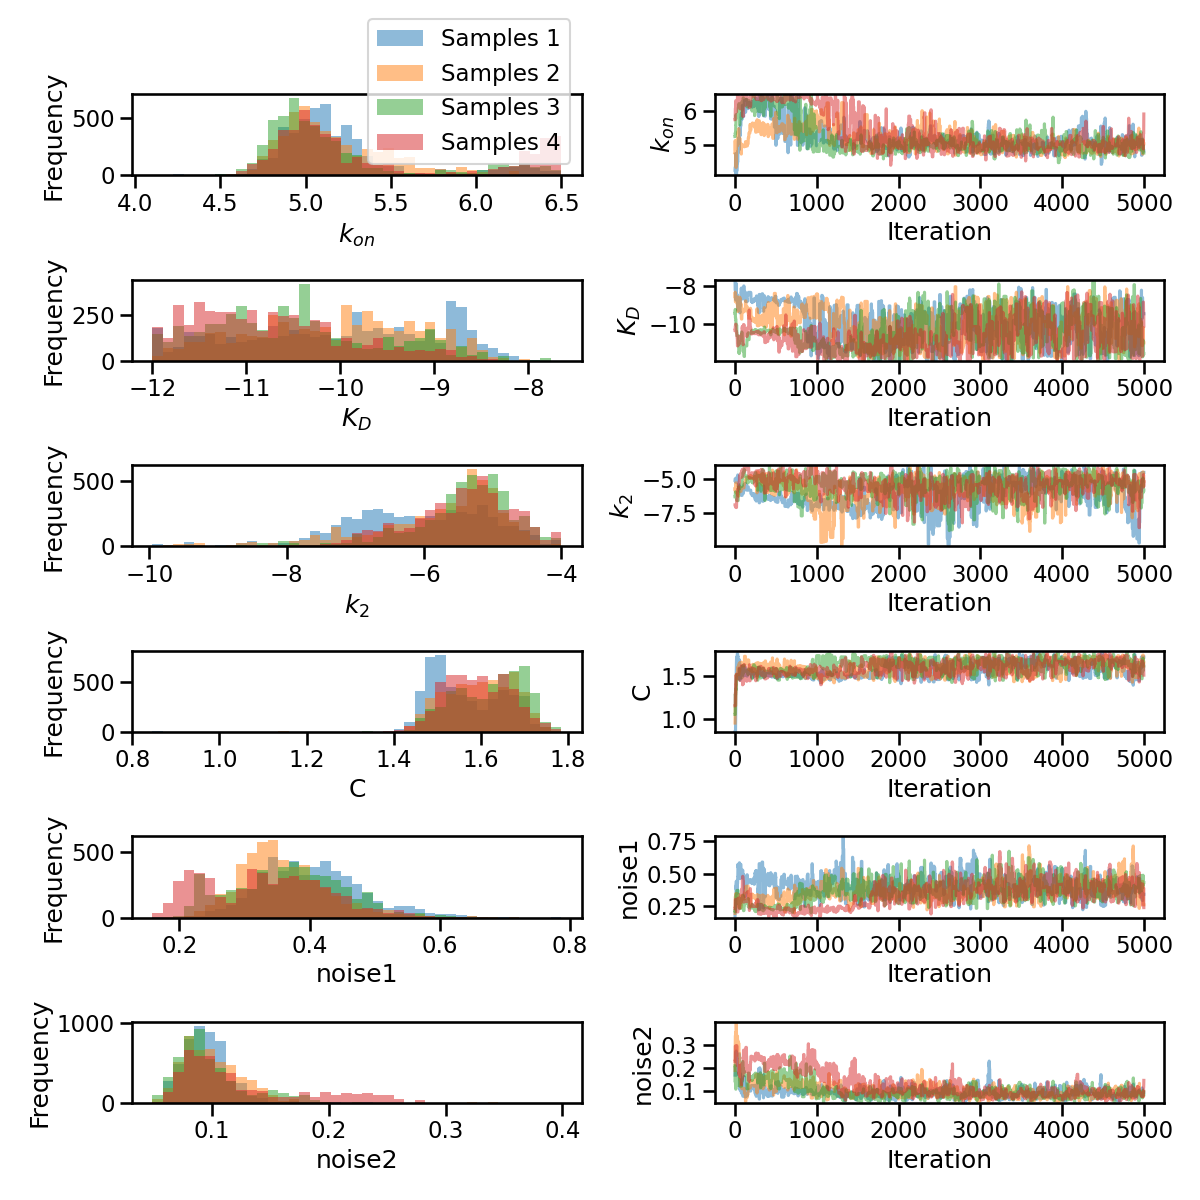 Samples 1
Samples 2
Samples 3
Samples 4
Frequency
500
0
4.0 4.5 5.0 5.5 6.0 6.5
k_on
k_on
6
5
0 1000 2000 3000 4000 5000
Iteration
Frequency
250
0
−12 −11 −10 −9 −8
K_D
K_D
−8
−10
0 1000 2000 3000 4000 5000
Iteration
Frequency
500
0
−10 −8 −6 −4
k_2
k_2
−5.0
−7.5
0 1000 2000 3000 4000 5000
Iteration
Frequency
500
0
0.8 1.0 1.2 1.4 1.6 1.8
C
C
1.5
1.0
0 1000 2000 3000 4000 5000
Iteration
Frequency
500
0
0.2 0.4 0.6 0.8
noise1
noise1
0.75
0.50
0.25
0 1000 2000 3000 4000 5000
Iteration
Frequency
1000
0
0.1 0.2 0.3 0.4
noise2
noise2
0.3
0.2
0.1
0 1000 2000 3000 4000 5000
Iteration